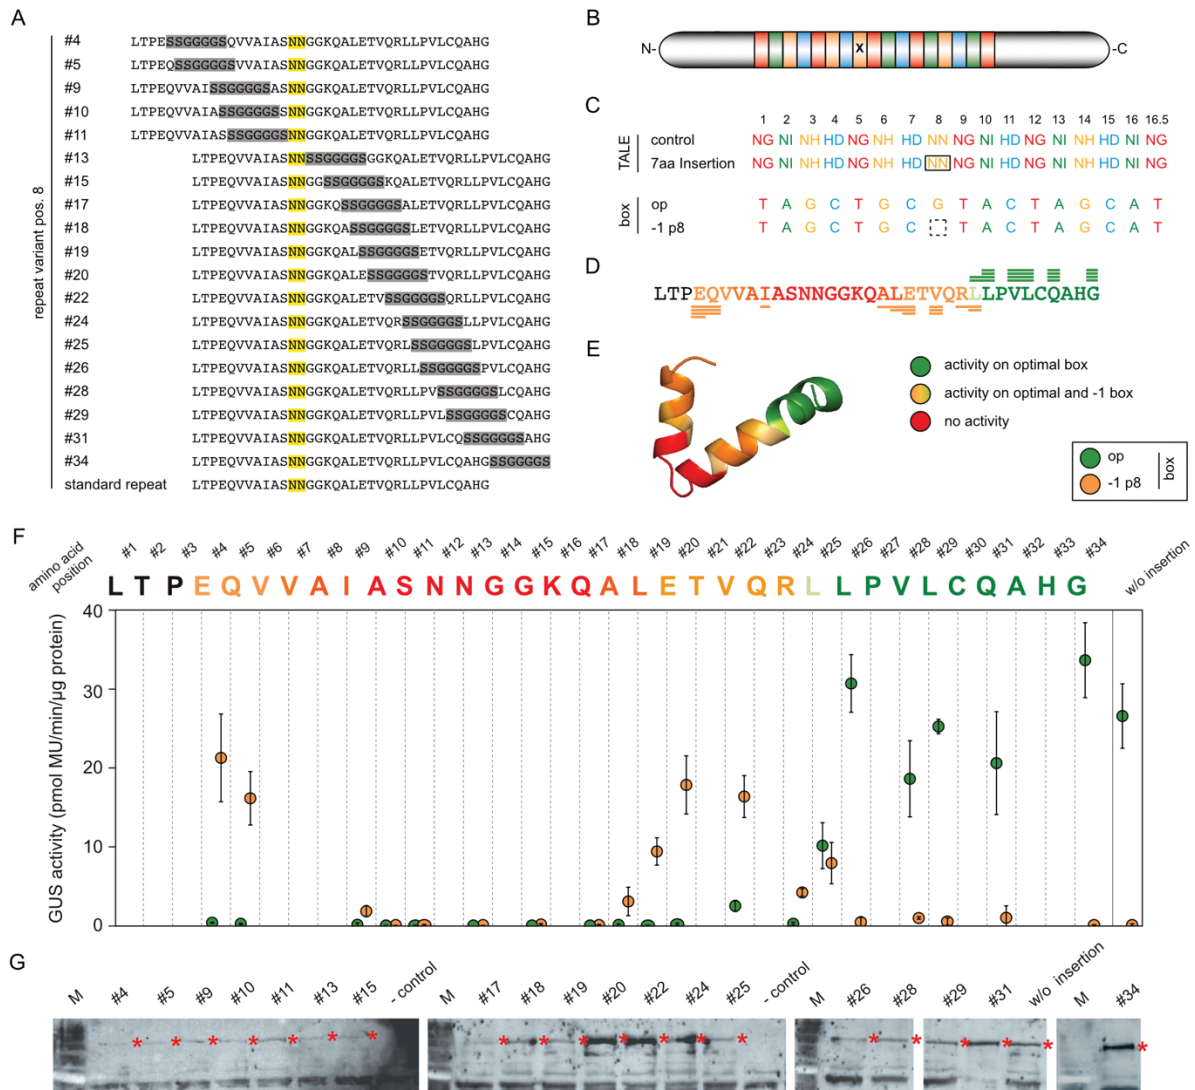 A
repeat variant pos. 8
#4 LTPESSGGGGSQVVAIASNNGGKQALETVQRLLPVLCQAHG
#5 LTPEQSSGGGGSVVAIASNNGGKQALETVQRLLPVLCQAHG
#9 LTPEQVVAISSGGGGSASNNGGKQALETVQRLLPVLCQAHG
#10 LTPEQVVAIASSGGGGSSNNGGKQALETVQRLLPVLCQAHG
#11 LTPEQVVAIASSSGGGGSNNGGKQALETVQRLLPVLCQAHG
#13 LTPEQVVAIASNNSSGGGGSGGKQALETVQRLLPVLCQAHG
#15 LTPEQVVAIASNNGGSSGGGGSKQALETVQRLLPVLCQAHG
#17 LTPEQVVAIASNNGGKQSSGGGGSALETVQRLLPVLCQAHG
#18 LTPEQVVAIASNNGGKQASSGGGGSLETVQRLLPVLCQAHG
#19 LTPEQVVAIASNNGGKQALSSGGGGSETVQRLLPVLCQAHG
#20 LTPEQVVAIASNNGGKQALESSGGGGSTVQRLLPVLCQAHG
#22 LTPEQVVAIASNNGGKQALETVSSGGGGSQRLLPVLCQAHG
#24 LTPEQVVAIASNNGGKQALETVQRSSGGGGSLLPVLCQAHG
#25 LTPEQVVAIASNNGGKQALETVQRLSSGGGGSLPVLCQAHG
#26 LTPEQVVAIASNNGGKQALETVQRLLSSGGGGSPVLCQAHG
#28 LTPEQVVAIASNNGGKQALETVQRLLPVSSGGGGSLCQAHG
#29 LTPEQVVAIASNNGGKQALETVQRLLPVLSSGGGGSCQAHG
#31 LTPEQVVAIASNNGGKQALETVQRLLPVLCQSSGGGGSAHG
#34 LTPEQVVAIASNNGGKQALETVQRLLPVLCQAHGSSGGGGS
standard repeat LTPEQVVAIASNNGGKQALETVQRLLPVLCQAHG
B
N- X -C
C
1 2 3 4 5 6 7 8 9 10 11 12 13 14 15 16 16.5
TALE
control NG NI NH HD NG NH HD NN NG NI HD NG NI NH HD NI NG
7aa Insertion NG NI NH HD NG NH HD NN NG NI HD NG NI NH HD NI NG
box
op T A G C T G C G T A C T A G C A T
-1 p8 T A G C T G C T A C T A G C A T
D
LTPEQVVAIASNNGGKQALETVQRLLPVLCQAHG
E
activity on optimal box
activity on optimal and -1 box
no activity
op
-1 p8
box
F
amino acid position
#1 #2 #3 #4 #5 #6 #7 #8 #9 #10 #11 #12 #13 #14 #15 #16 #17 #18 #19 #20 #21 #22 #23 #24 #25 #26 #27 #28 #29 #30 #31 #32 #33 #34 w/o insertion
L T P E Q V V A I A S N N G G K Q A L E T V Q R L L P V L C Q A H G
GUS activity (pmol MU/min/µg protein)
40
30
20
10
0
G
M #4 #5 #9 #10 #11 #13 #15 - control
M #17 #18 #19 #20 #22 #24 #25 - control
M #26 #28 #29 #31 w/o insertion M #34
* * * * * * * * * * * * * * * * * * * *